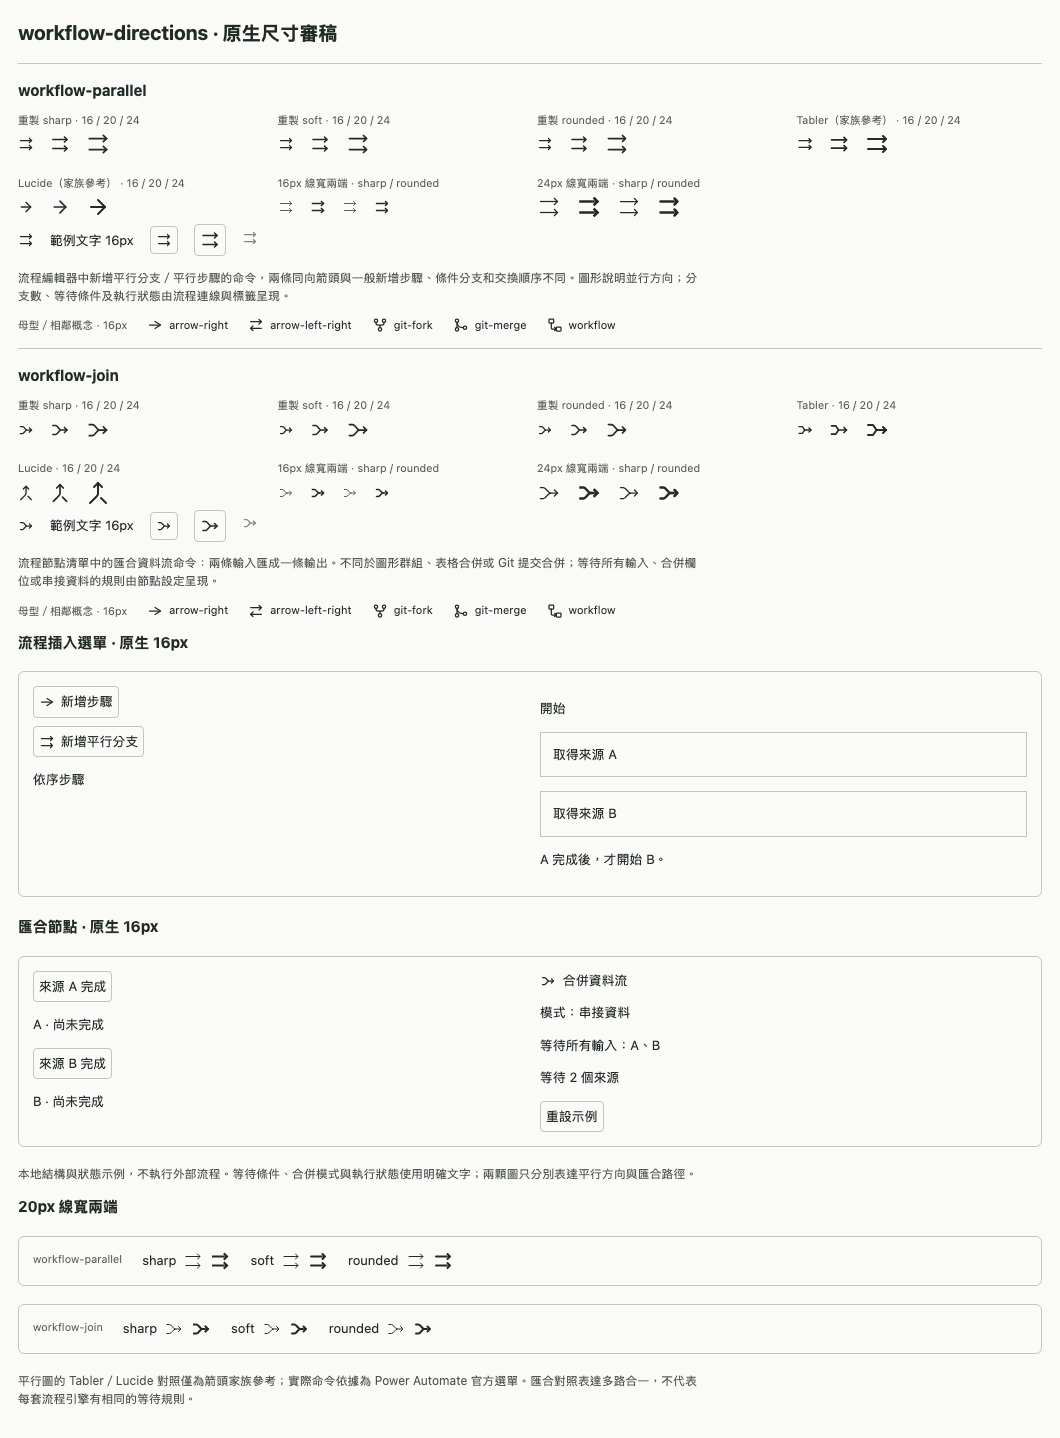 workflow-directions · 原生尺寸審稿
workflow-parallel
重製 sharp · 16 / 20 / 24
重製 soft · 16 / 20 / 24
重製 rounded · 16 / 20 / 24
Tabler（家族參考） · 16 / 20 / 24
Lucide（家族參考） · 16 / 20 / 24
16px 線寬兩端 · sharp / rounded
24px 線寬兩端 · sharp / rounded
範例文字 16px
流程編輯器中新增平行分支 / 平行步驟的命令，兩條同向箭頭與一般新增步驟、條件分支和交換順序不同。圖形說明並行方向；分
支數、等待條件及執行狀態由流程連線與標籤呈現。
母型 / 相鄰概念 · 16px
arrow-right
arrow-left-right
git-fork
git-merge
workflow
workflow-join
重製 sharp · 16 / 20 / 24
重製 soft · 16 / 20 / 24
重製 rounded · 16 / 20 / 24
Tabler · 16 / 20 / 24
Lucide · 16 / 20 / 24
16px 線寬兩端 · sharp / rounded
24px 線寬兩端 · sharp / rounded
範例文字 16px
流程節點清單中的匯合資料流命令：兩條輸入匯成一條輸出。不同於圖形群組、表格合併或 Git 提交合併；等待所有輸入、合併欄
位或串接資料的規則由節點設定呈現。
母型 / 相鄰概念 · 16px
arrow-right
arrow-left-right
git-fork
git-merge
workflow
流程插入選單 · 原生 16px
新增步驟
新增平行分支
依序步驟
開始
取得來源 A
取得來源 B
A 完成後，才開始 B。
匯合節點 · 原生 16px
來源 A 完成
A · 尚未完成
來源 B 完成
B · 尚未完成
合併資料流
模式：串接資料
等待所有輸入：A、B
等待 2 個來源
重設示例
本地結構與狀態示例，不執行外部流程。等待條件、合併模式與執行狀態使用明確文字；兩顆圖只分別表達平行方向與匯合路徑。
20px 線寬兩端
workflow-parallel
sharp
soft
rounded
workflow-join
sharp
soft
rounded
平行圖的 Tabler / Lucide 對照僅為箭頭家族參考；實際命令依據為 Power Automate 官方選單。匯合對照表達多路合一，不代表
每套流程引擎有相同的等待規則。